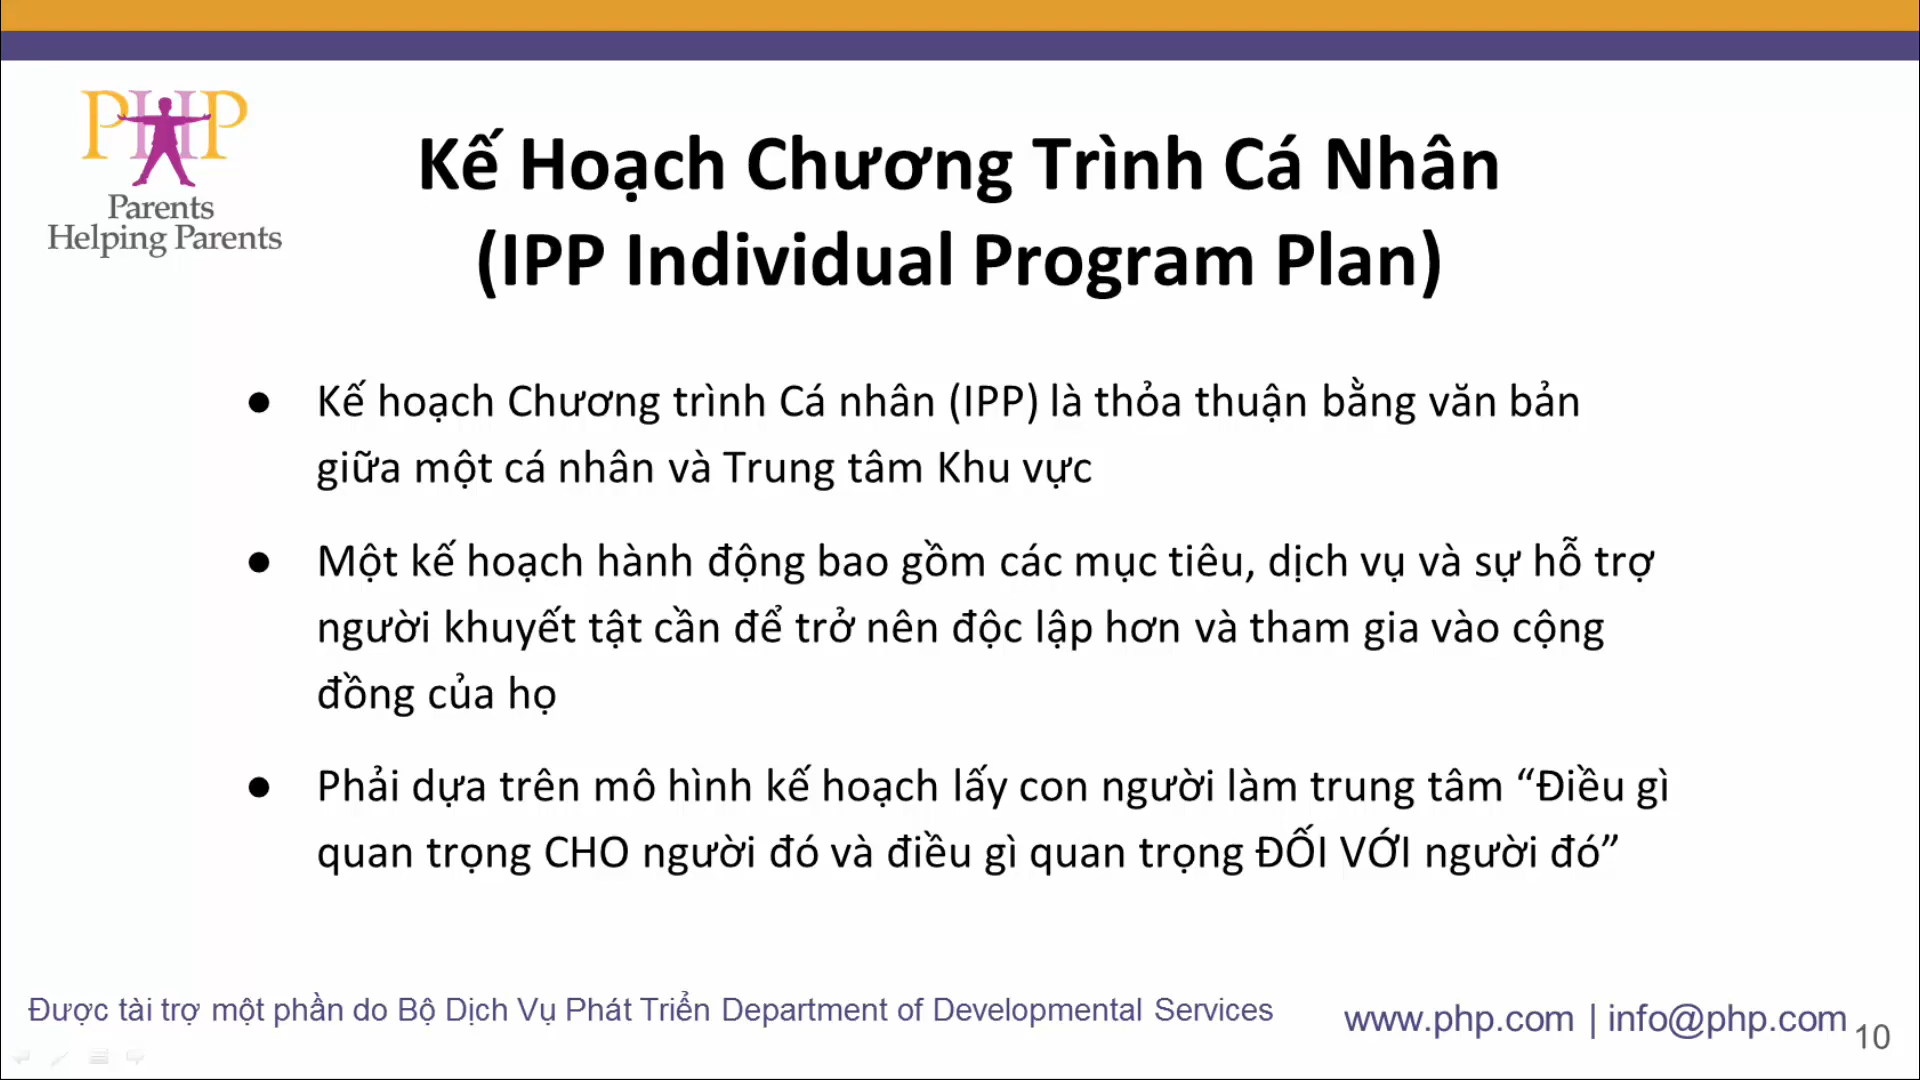 PHP
Parents
Helping Parents
Kế Hoạch Chương Trình Cá Nhân
(IPP Individual Program Plan)
● Kế hoạch Chương trình Cá nhân (IPP) là thỏa thuận bằng văn bản
giữa một cá nhân và Trung tâm Khu vực
● Một kế hoạch hành động bao gồm các mục tiêu, dịch vụ và sự hỗ trợ
người khuyết tật cần để trở nên độc lập hơn và tham gia vào cộng
đồng của họ
● Phải dựa trên mô hình kế hoạch lấy con người làm trung tâm “Điều gì
quan trọng CHO người đó và điều gì quan trọng ĐỐI VỚI người đó”
Được tài trợ một phần do Bộ Dịch Vụ Phát Triển Department of Developmental Services
www.php.com | info@php.com
10